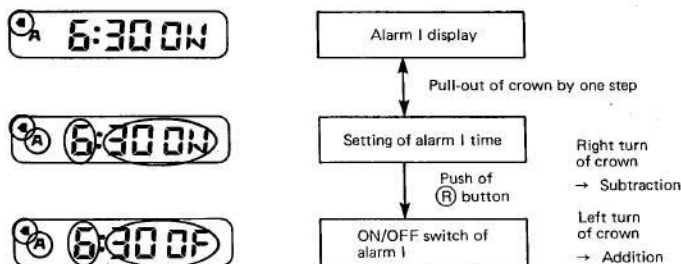 A 6:30 ON
Alarm I display
Pull-out of crown by one step
A 6:30 ON
Setting of alarm I time
Right turn
of crown
→ Subtraction
Push of
Ⓡ button
Left turn
of crown
→ Addition
A 6:30 OF
ON/OFF switch of
alarm I